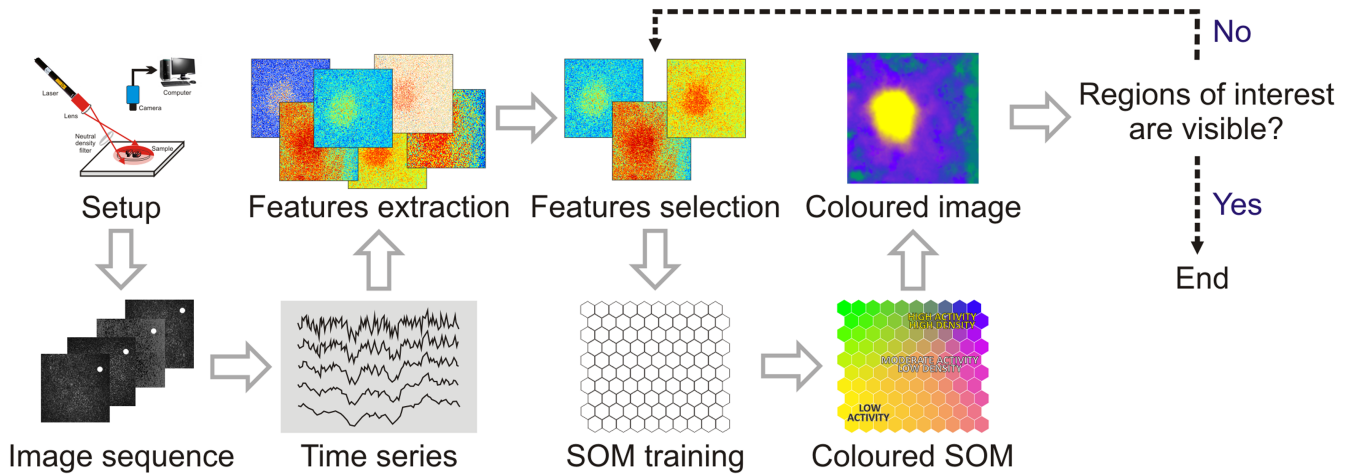 No
Laser
Lens
Camera
Computer
Neutral
density
filter
Sample
Regions of interest
are visible?
Setup
Features extraction
Features selection
Coloured image
Yes
End
HIGH ACTIVITY
HIGH DENSITY
MODERATE ACTIVITY
LOW DENSITY
LOW
ACTIVITY
Image sequence
Time series
SOM training
Coloured SOM